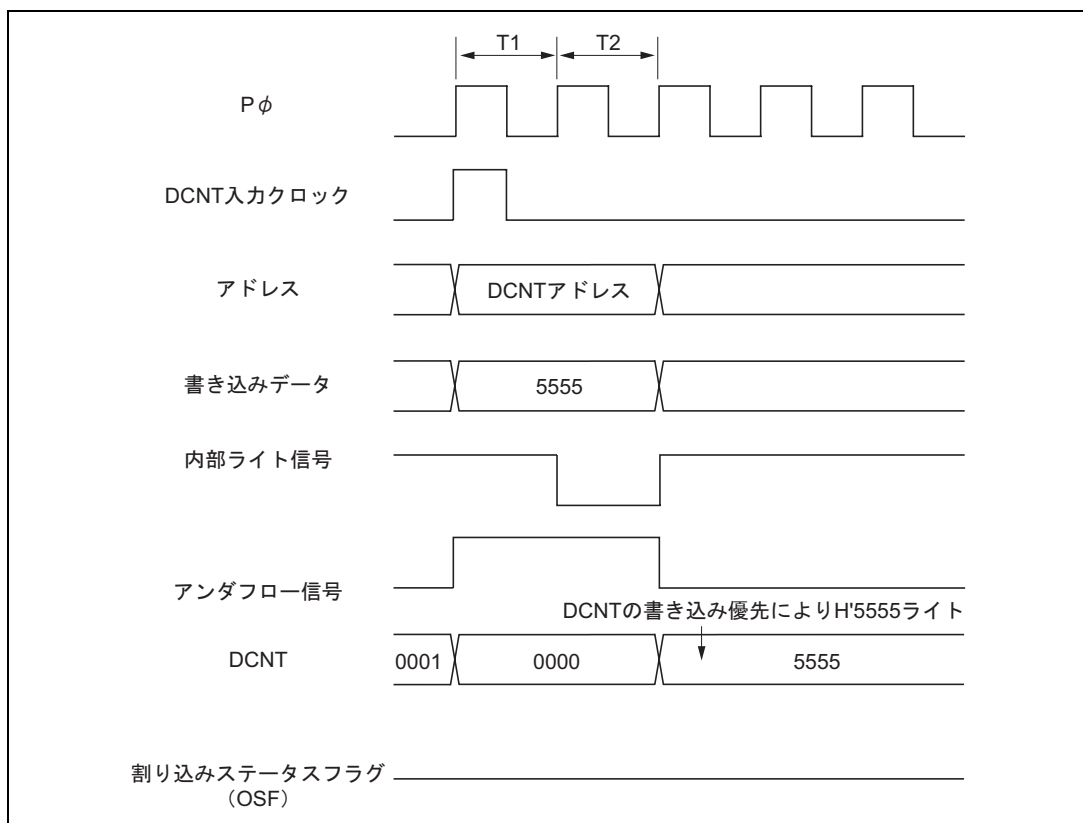 T1 T2
Pφ
DCNT入力クロック
アドレス DCNTアドレス
書き込みデータ 5555
内部ライト信号
アンダフロー信号
DCNTの書き込み優先によりH'5555ライト
DCNT 0001 0000 5555
割り込みステータスフラグ
（OSF）